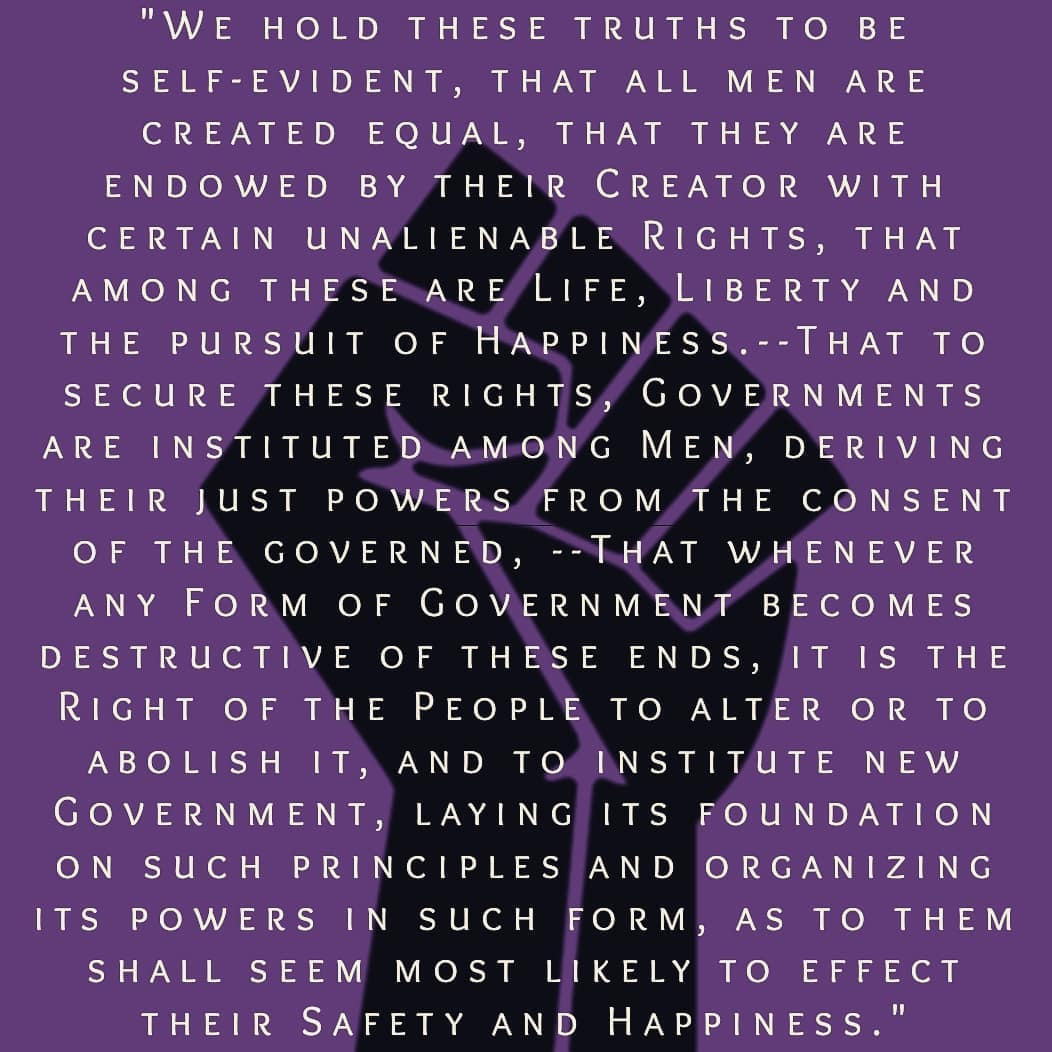 "We hold these truths to be
self-evident, that all men are
created equal, that they are
endowed by their Creator with
certain unalienable Rights, that
among these are Life, Liberty and
the pursuit of Happiness.--That to
secure these rights, Governments
are instituted among Men, deriving
their just powers from the consent
of the governed, --That whenever
any Form of Government becomes
destructive of these ends, it is the
Right of the People to alter or to
abolish it, and to institute new
Government, laying its foundation
on such principles and organizing
its powers in such form, as to them
shall seem most likely to effect
their Safety and Happiness."